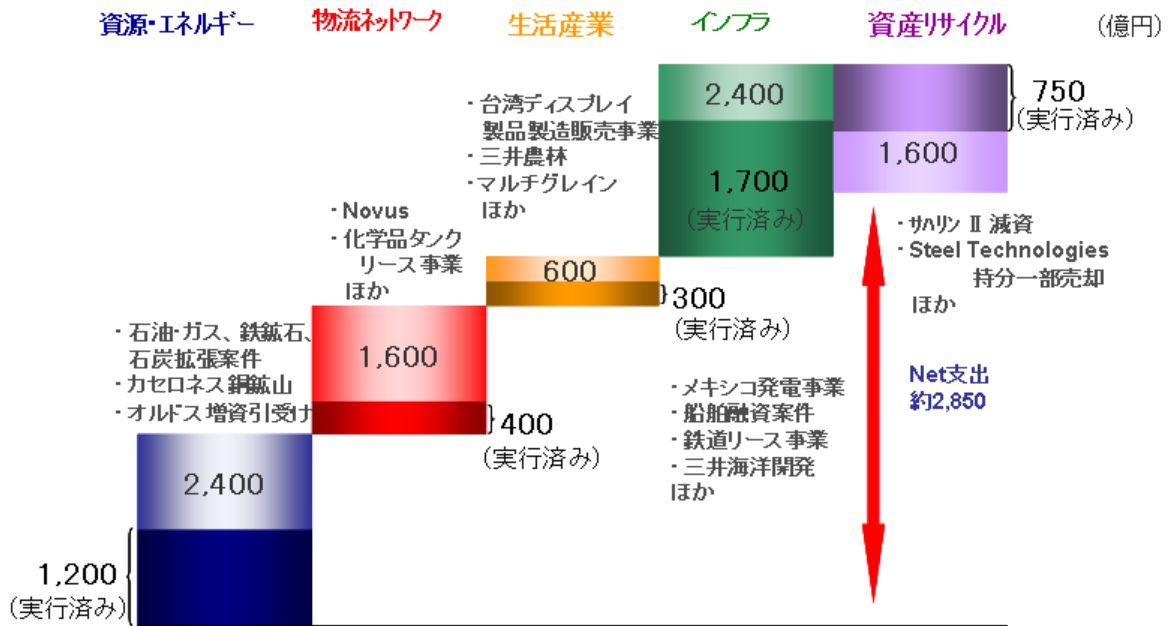 資源・エネルギー
物流ネットワーク
生活産業
インフラ
資産リサイクル
(億円)
2,400
1,200
(実行済み)
・石油・ガス、鉄鉱石、
石炭拡張案件
・カセロネス銅鉱山
・オルドス増資引受け
1,600
400
(実行済み)
・Novus
・化学品タンク
リース事業
ほか
600
300
(実行済み)
・台湾ディスプレイ
製品製造販売事業
・三井農林
・マルチグレイン
ほか
2,400
1,700
(実行済み)
・メキシコ発電事業
・船舶融資案件
・鉄道リース事業
・三井海洋開発
ほか
750
(実行済み)
1,600
・サハリンⅡ減資
・Steel Technologies
持分一部売却
ほか
Net支出
約2,850